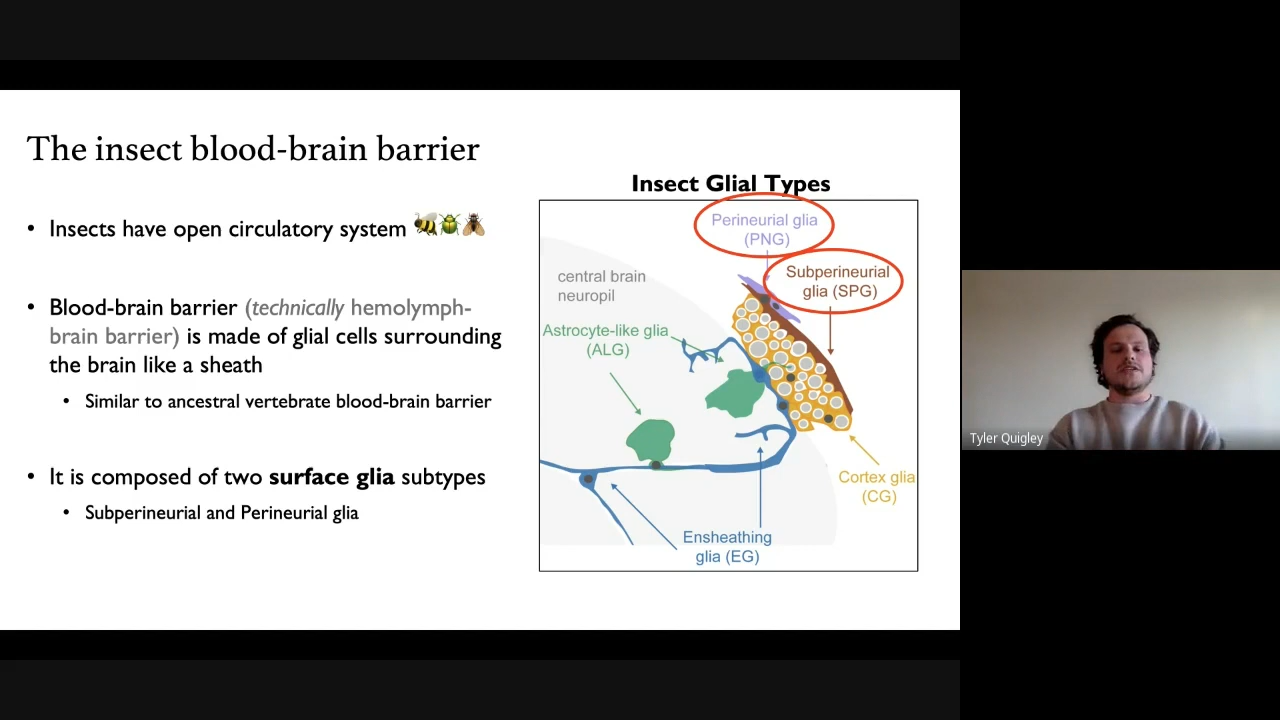 The insect blood-brain barrier
• Insects have open circulatory system
• Blood-brain barrier (technically hemolymph-
brain barrier) is made of glial cells surrounding
the brain like a sheath
• Similar to ancestral vertebrate blood-brain barrier
• It is composed of two surface glia subtypes
• Subperineurial and Perineurial glia
Insect Glial Types
Perineurial glia
(PNG)
Subperineurial
glia (SPG)
central brain
neuropil
Astrocyte-like glia
(ALG)
Cortex glia
(CG)
Ensheathing
glia (EG)
Tyler Quigley